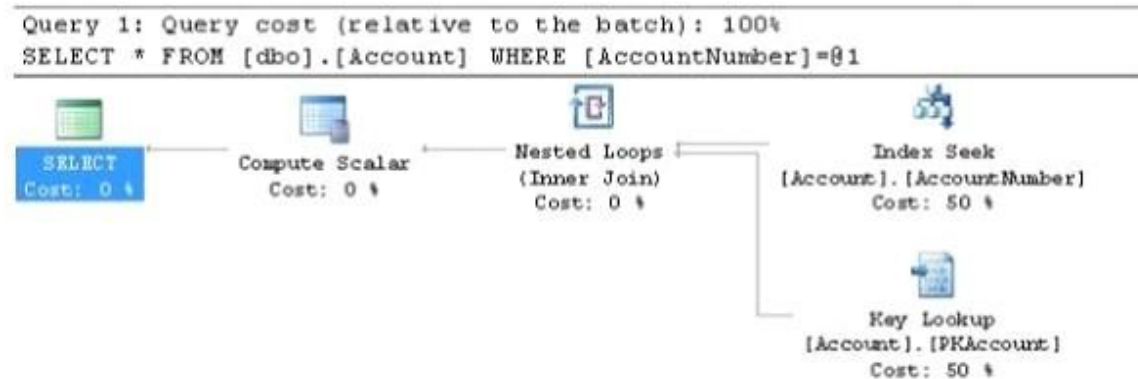 Query 1: Query cost (relative to the batch): 100%
SELECT * FROM [dbo].[Account] WHERE [AccountNumber]=@1
SELECT
Cost: 0 %
Compute Scalar
Cost: 0 %
Nested Loops
(Inner Join)
Cost: 0 %
Index Seek
[Account].[AccountNumber]
Cost: 50 %
Key Lookup
[Account].[PKAccount]
Cost: 50 %